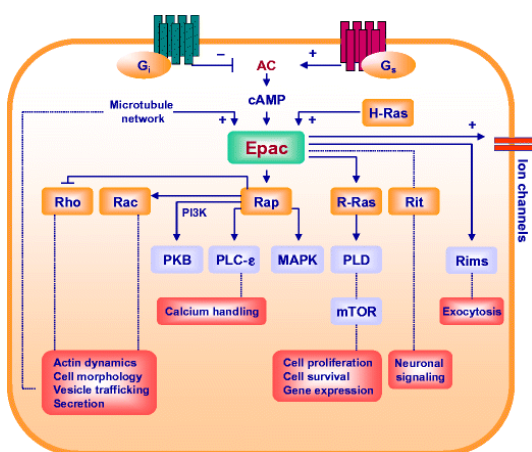 Gi
−
AC
+
Gs
cAMP
Microtubule
network
+
+
H-Ras
+
Epac
Ion channels
Rho
Rac
Rap
R-Ras
Rit
PI3K
PKB
PLC-ε
MAPK
PLD
Rims
Calcium handling
mTOR
Exocytosis
Actin dynamics
Cell morphology
Vesicle trafficking
Secretion
Cell proliferation
Cell survival
Gene expression
Neuronal
signaling